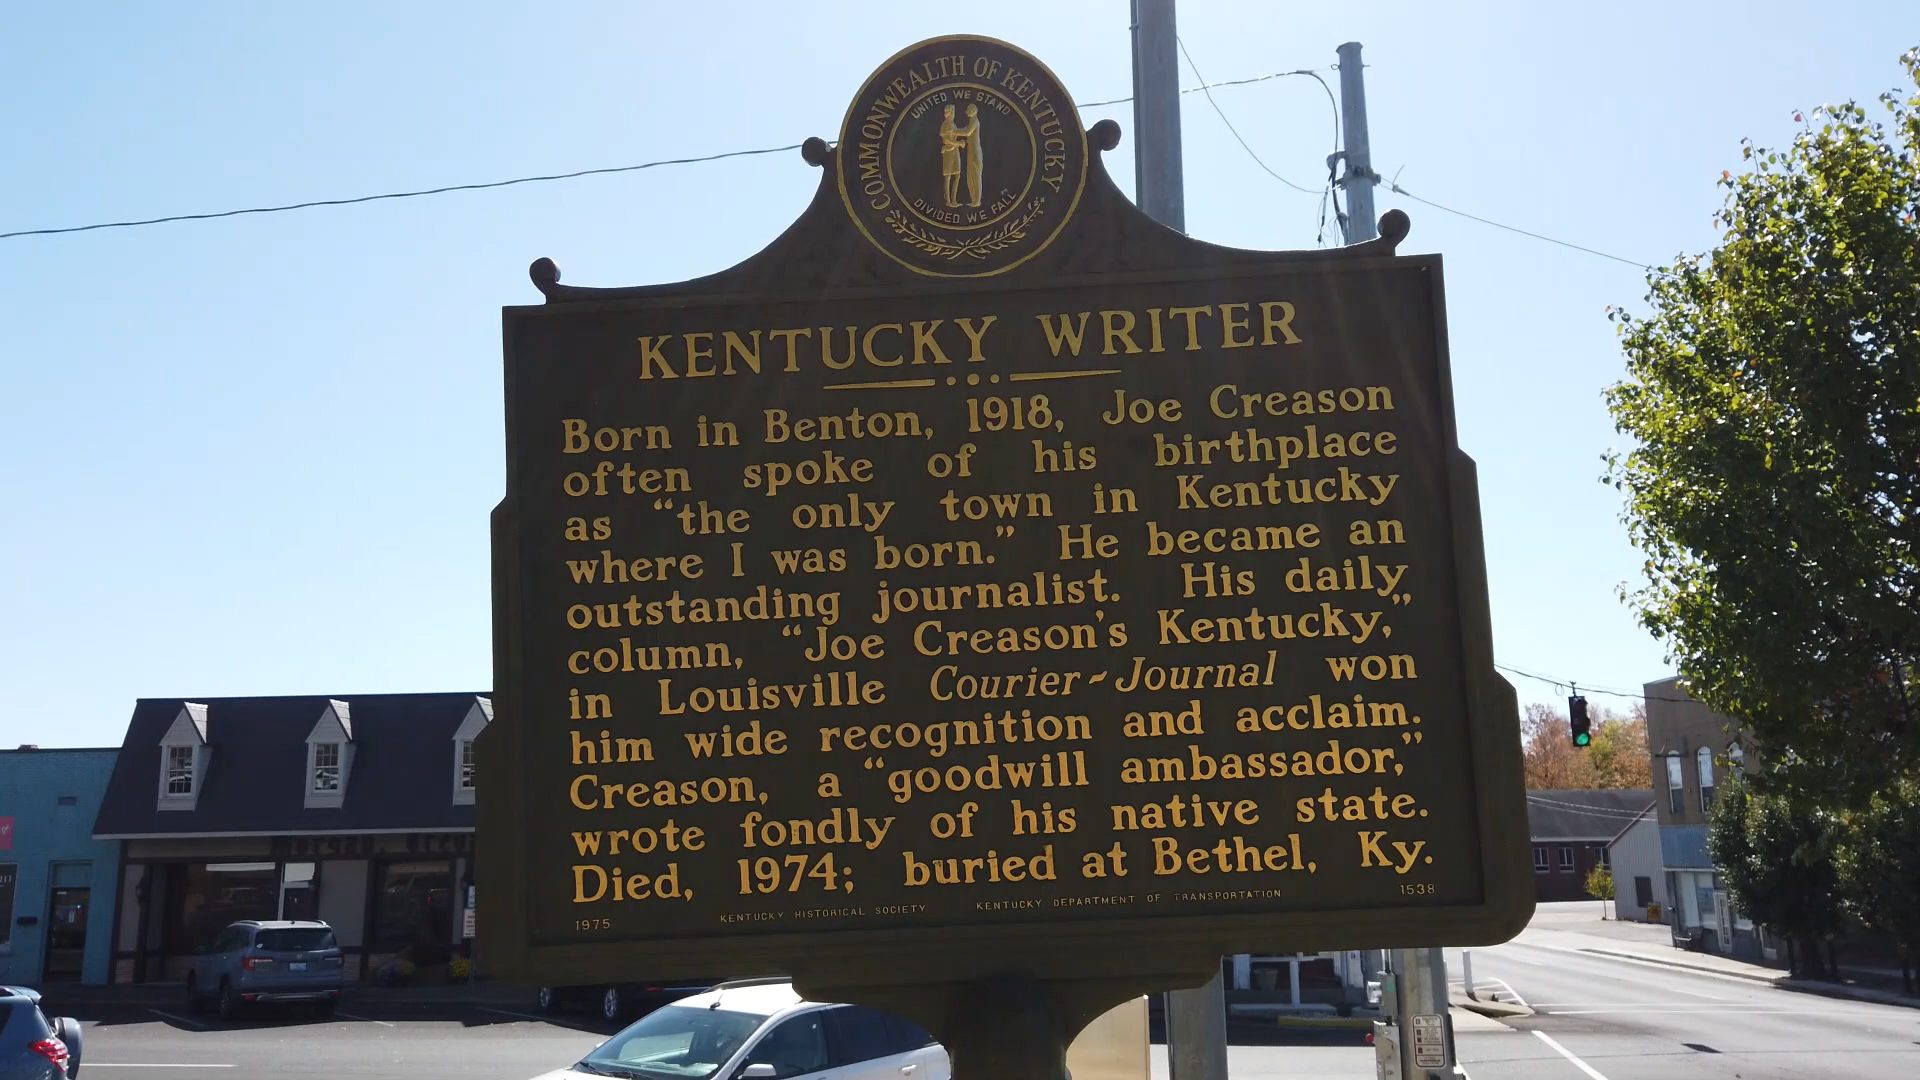 COMMONWEALTH OF KENTUCKY
UNITED WE STAND
DIVIDED WE FALL
KENTUCKY WRITER
Born in Benton, 1918, Joe Creason
often spoke of his birthplace
as “the only town in Kentucky
where I was born.” He became an
outstanding journalist. His daily
column, “Joe Creason's Kentucky,”
in Louisville Courier-Journal won
him wide recognition and acclaim.
Creason, a “goodwill ambassador,”
wrote fondly of his native state.
Died, 1974; buried at Bethel, Ky.
1975 KENTUCKY HISTORICAL SOCIETY KENTUCKY DEPARTMENT OF TRANSPORTATION 1538